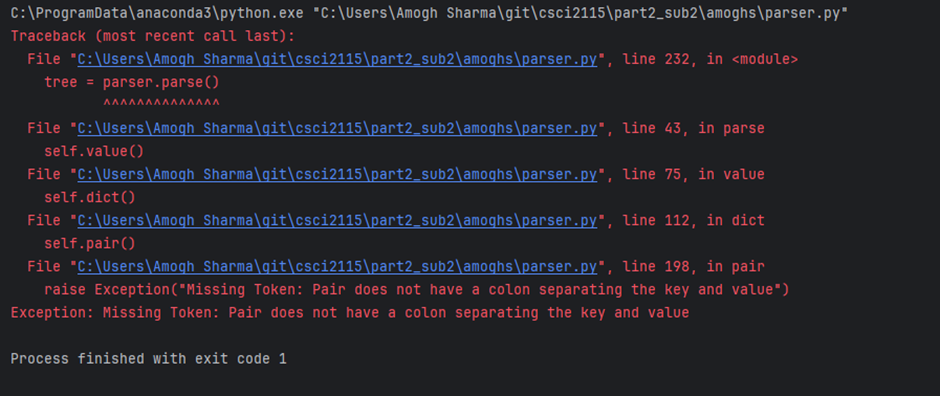 C:\ProgramData\anaconda3\python.exe "C:\Users\Amogh Sharma\git\csci2115\part2_sub2\amoghs\parser.py"
Traceback (most recent call last):
  File "C:\Users\Amogh Sharma\git\csci2115\part2_sub2\amoghs\parser.py", line 232, in <module>
    tree = parser.parse()
           ^^^^^^^^^^^^^^
  File "C:\Users\Amogh Sharma\git\csci2115\part2_sub2\amoghs\parser.py", line 43, in parse
    self.value()
  File "C:\Users\Amogh Sharma\git\csci2115\part2_sub2\amoghs\parser.py", line 75, in value
    self.dict()
  File "C:\Users\Amogh Sharma\git\csci2115\part2_sub2\amoghs\parser.py", line 112, in dict
    self.pair()
  File "C:\Users\Amogh Sharma\git\csci2115\part2_sub2\amoghs\parser.py", line 198, in pair
    raise Exception("Missing Token: Pair does not have a colon separating the key and value")
Exception: Missing Token: Pair does not have a colon separating the key and value

Process finished with exit code 1